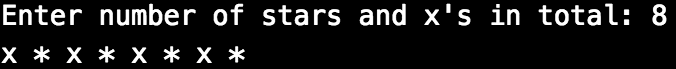 Enter number of stars and x's in total: 8
x * x * x * x *